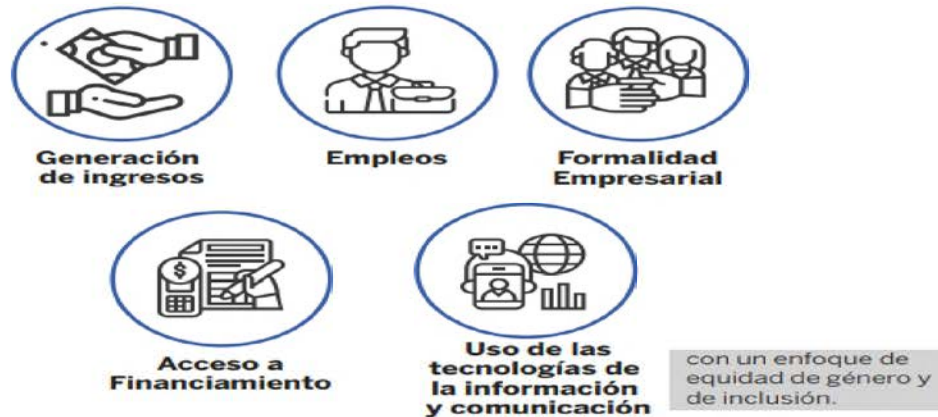 Generación
de ingresos
Empleos
Formalidad
Empresarial
$
Acceso a
Financiamiento
Uso de las
tecnologías de
la información
y comunicación
con un enfoque de
equidad de género y
de inclusión.